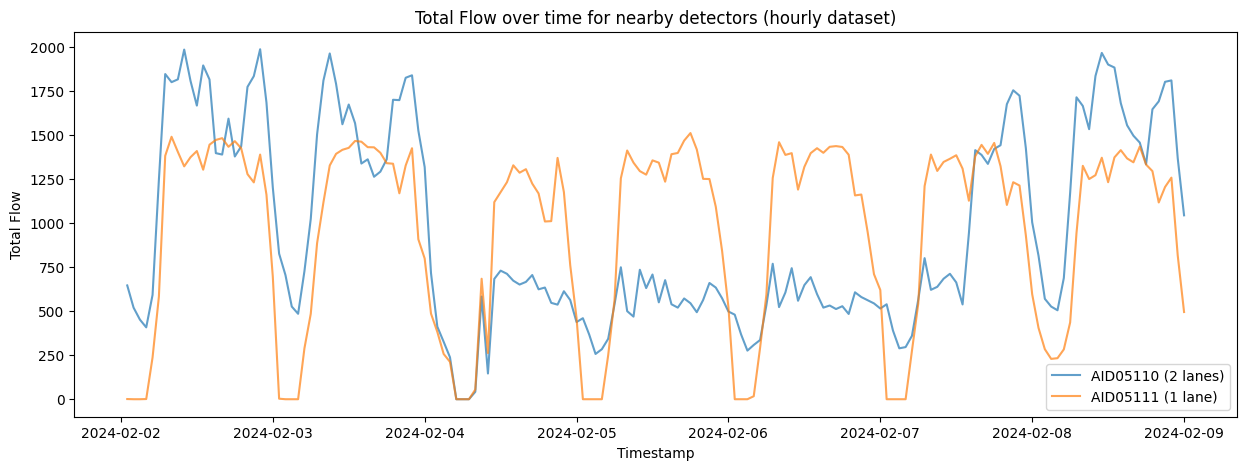 Total Flow over time for nearby detectors (hourly dataset)
2000
1750
1500
1250
1000
750
500
250
0
Total Flow
AID05110 (2 lanes)
AID05111 (1 lane)
2024-02-02 2024-02-03 2024-02-04 2024-02-05 2024-02-06 2024-02-07 2024-02-08 2024-02-09
Timestamp